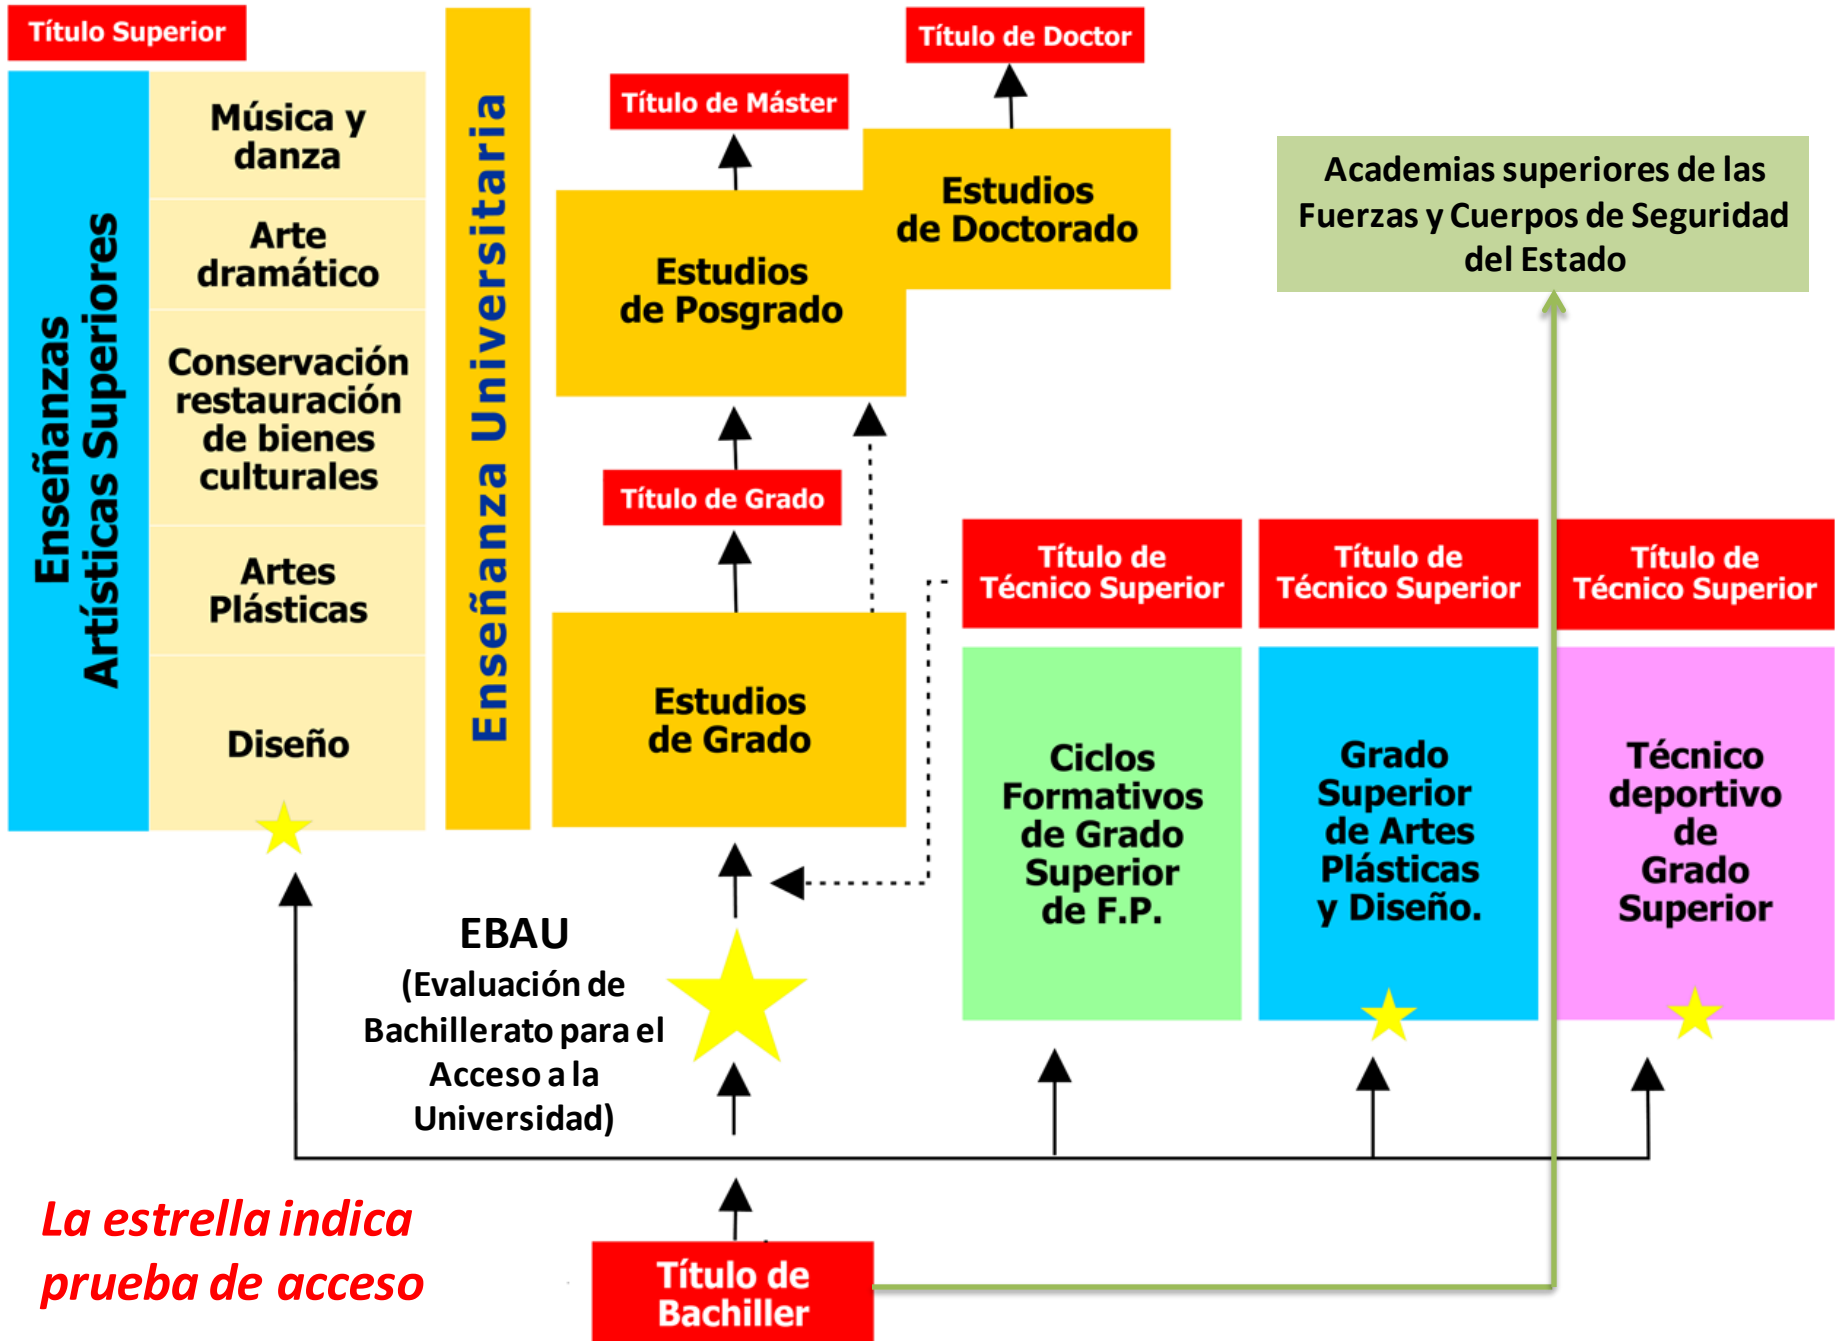 Título Superior
Enseñanzas
Artísticas Superiores
Música y
danza
Arte
dramático
Conservación
restauración
de bienes
culturales
Artes
Plásticas
Diseño
Enseñanza Universitaria
Título de Doctor
Título de Máster
Estudios
de Doctorado
Estudios
de Posgrado
Título de Grado
Estudios
de Grado
Academias superiores de las
Fuerzas y Cuerpos de Seguridad
del Estado
Título de
Técnico Superior
Título de
Técnico Superior
Título de
Técnico Superior
Ciclos
Formativos
de Grado
Superior
de F.P.
Grado
Superior
de Artes
Plásticas
y Diseño.
Técnico
deportivo
de
Grado
Superior
EBAU
(Evaluación de
Bachillerato para el
Acceso a la
Universidad)
La estrella indica
prueba de acceso
Título de
Bachiller